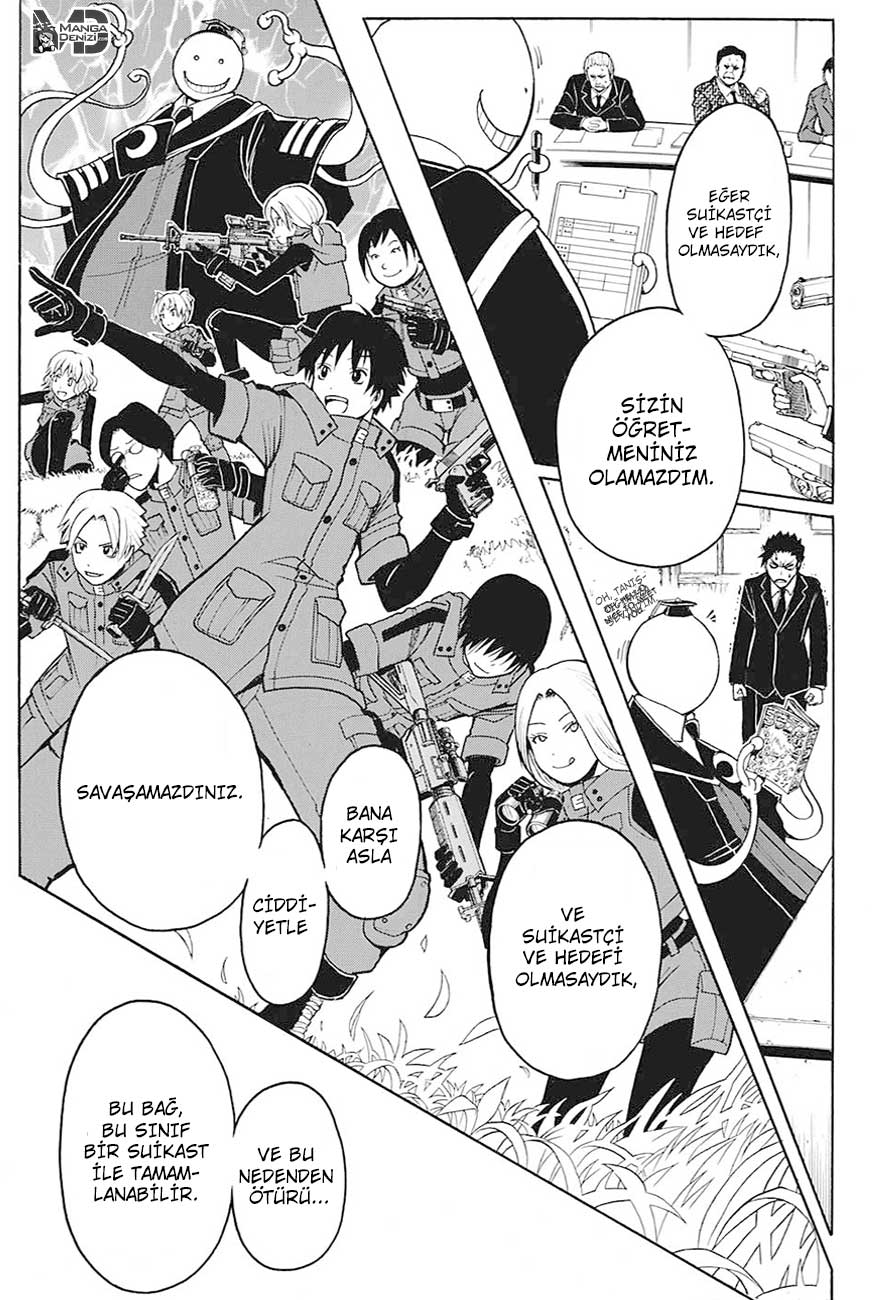 MANGA
DENİZİ.com
EĞER
SUİKASTÇİ
VE HEDEF
OLMASAYDIK,
SİZİN
ÖĞRET-
MENİNİZ
OLAMAZDIM.
OH, TANIŞ-
VE
SUİKASTÇİ
VE HEDEFİ
OLMASAYDIK,
BANA
KARŞI
ASLA
CİDDİ-
YETLE
SAVAŞAMAZDINIZ.
VE BU
NEDENDEN
ÖTÜRÜ...
BU BAĞ,
BU SINIF
BİR SUİKAST
İLE TAMAM-
LANABİLİR.